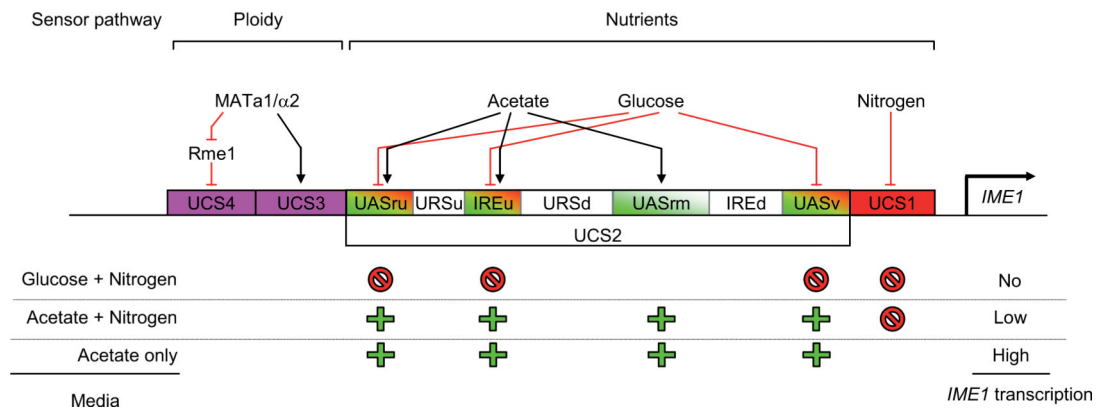 Sensor pathway Ploidy Nutrients
MATa1/α2 Acetate Glucose Nitrogen
Rme1
UCS4 UCS3 UASru URSu IREu URSd UASrm IREd UASv UCS1 IME1
UCS2
Glucose + Nitrogen No
Acetate + Nitrogen Low
Acetate only High
Media IME1 transcription